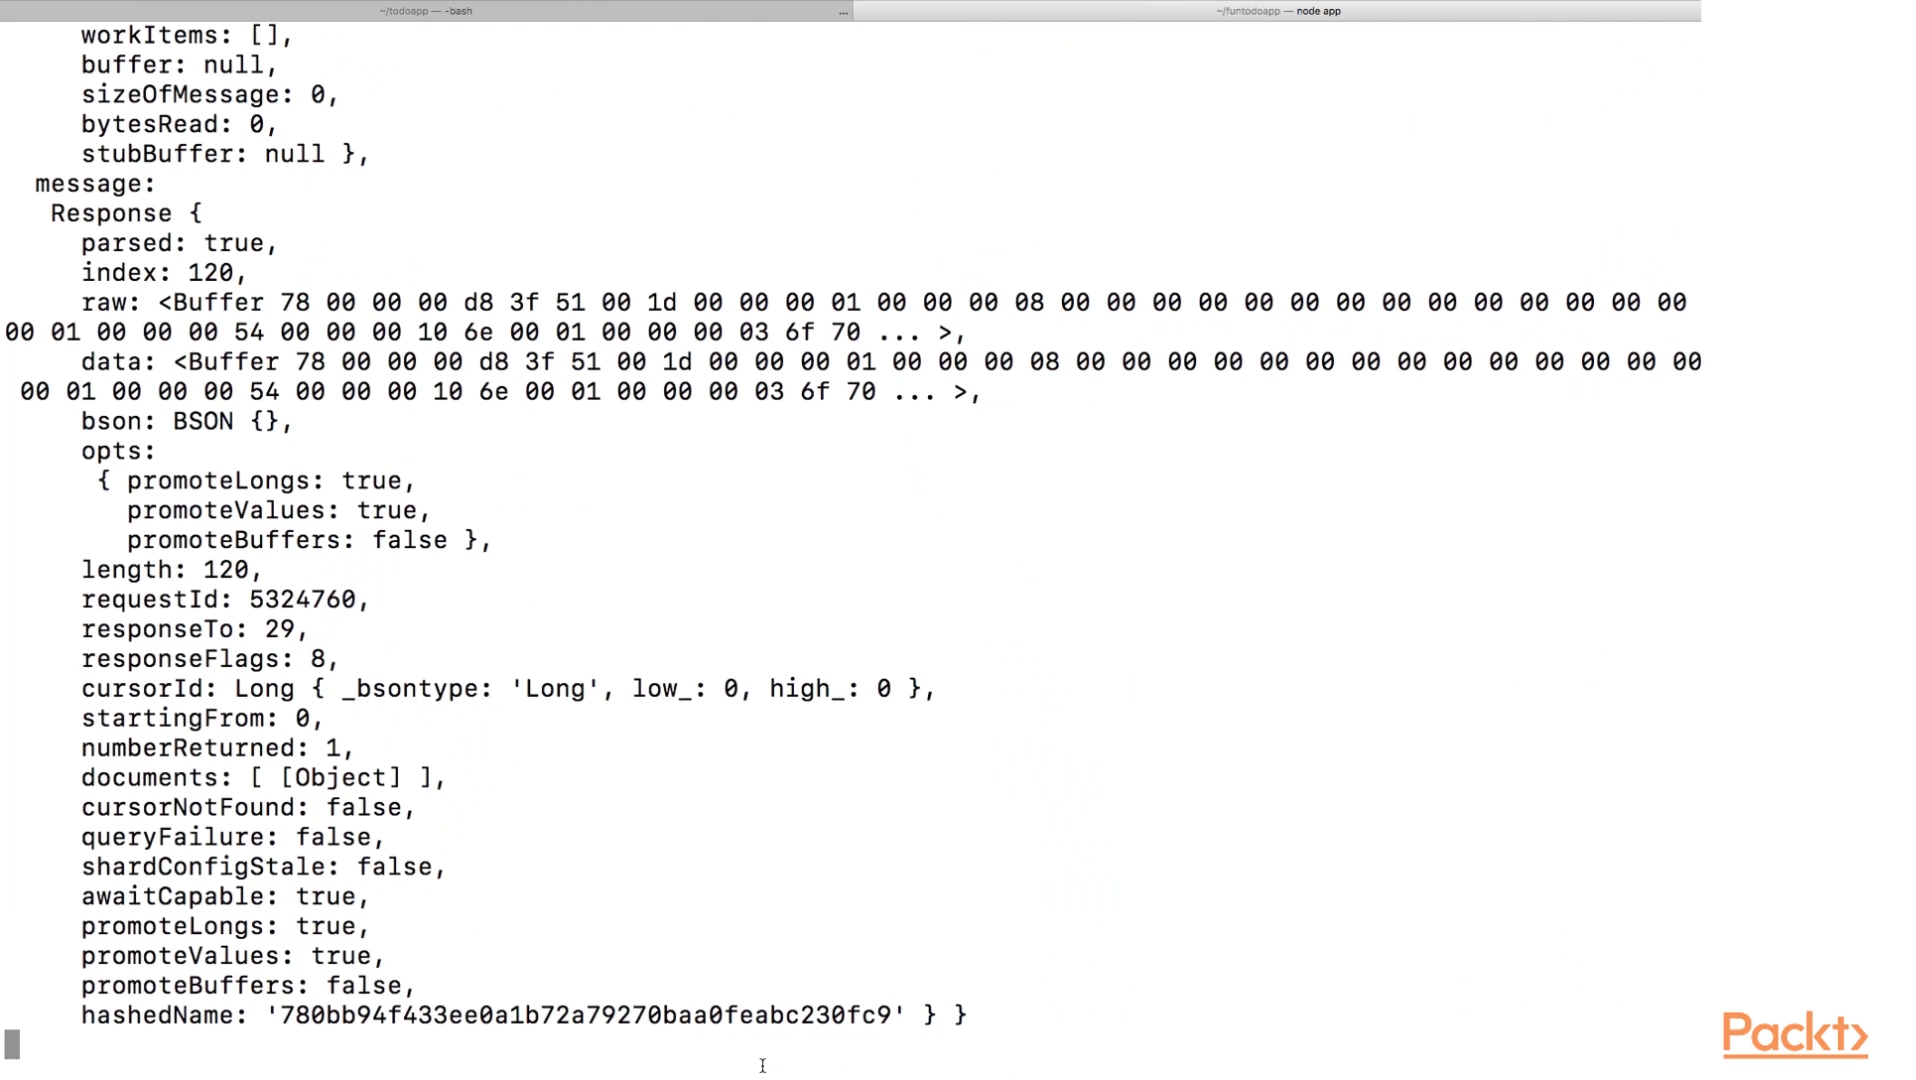 ~/todoapp — -bash
...
~/funtodoapp — node app
workItems: [],
buffer: null,
sizeOfMessage: 0,
bytesRead: 0,
stubBuffer: null },
message:
Response {
parsed: true,
index: 120,
raw: <Buffer 78 00 00 00 d8 3f 51 00 1d 00 00 00 01 00 00 00 08 00 00 00 00 00 00 00 00 00 00 00 00 00 00
00 01 00 00 00 54 00 00 00 10 6e 00 01 00 00 00 03 6f 70 ... >,
data: <Buffer 78 00 00 00 d8 3f 51 00 1d 00 00 00 01 00 00 00 08 00 00 00 00 00 00 00 00 00 00 00 00 00 00
00 01 00 00 00 54 00 00 00 10 6e 00 01 00 00 00 03 6f 70 ... >,
bson: BSON {},
opts:
{ promoteLongs: true,
promoteValues: true,
promoteBuffers: false },
length: 120,
requestId: 5324760,
responseTo: 29,
responseFlags: 8,
cursorId: Long { _bsontype: 'Long', low_: 0, high_: 0 },
startingFrom: 0,
numberReturned: 1,
documents: [ [Object] ],
cursorNotFound: false,
queryFailure: false,
shardConfigStale: false,
awaitCapable: true,
promoteLongs: true,
promoteValues: true,
promoteBuffers: false,
hashedName: '780bb94f433ee0a1b72a79270baa0feabc230fc9' } }
Packt>